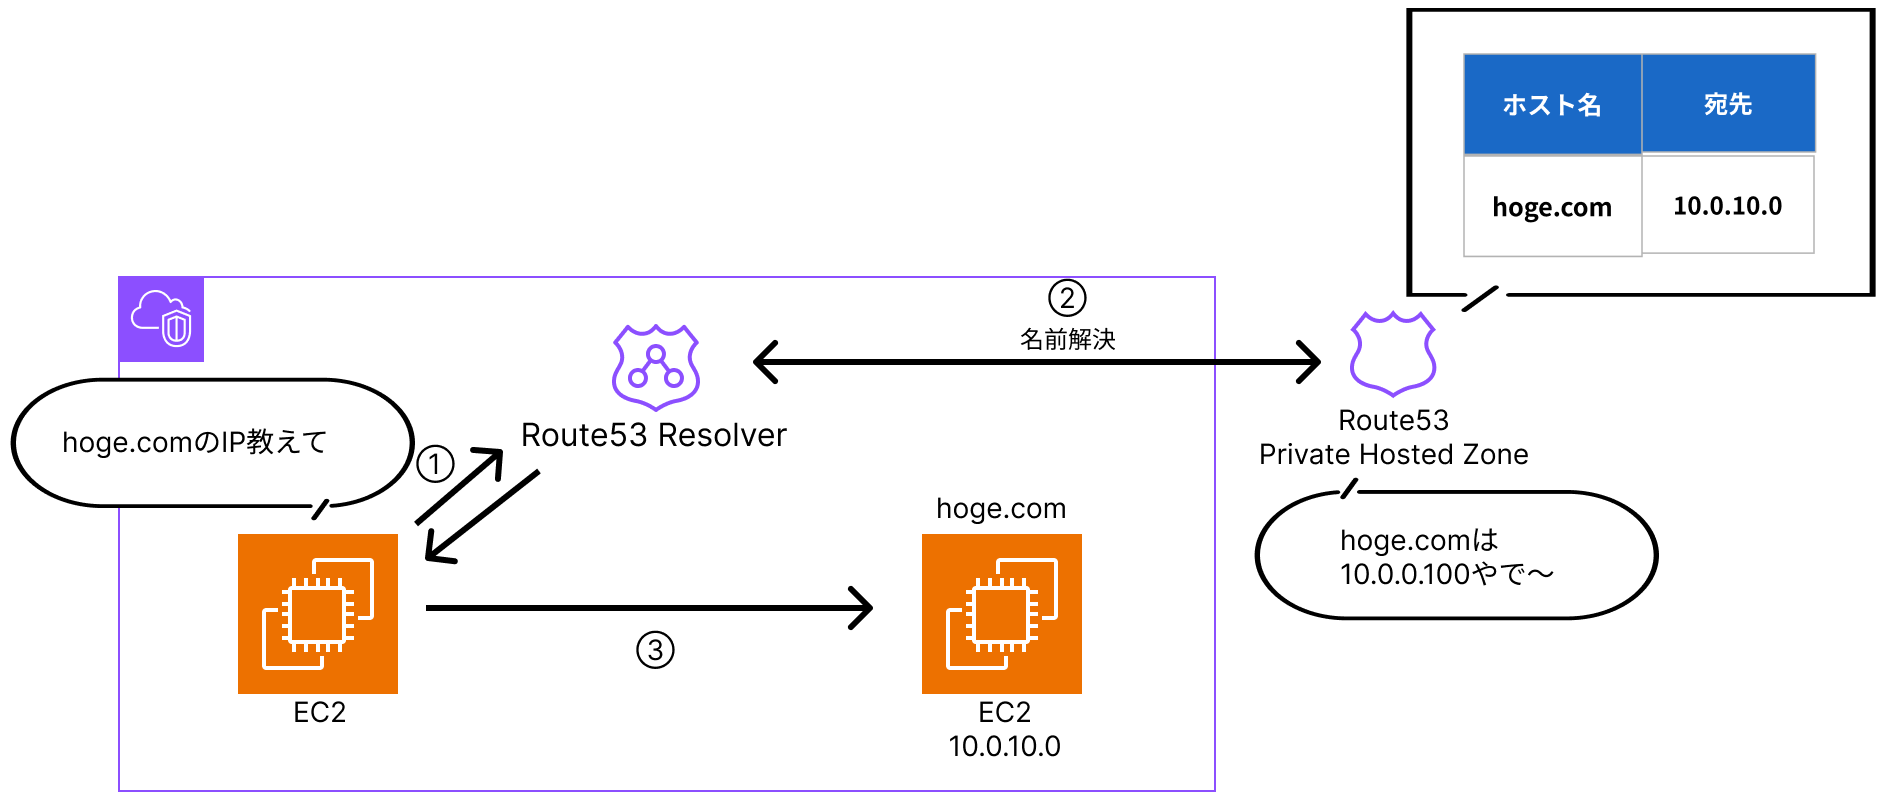 ホスト名
宛先
hoge.com
10.0.10.0
②
名前解決
Route53 Resolver
Route53
Private Hosted Zone
hoge.comのIP教えて
①
hoge.com
hoge.comは
10.0.0.100やで〜
③
EC2
EC2
10.0.10.0